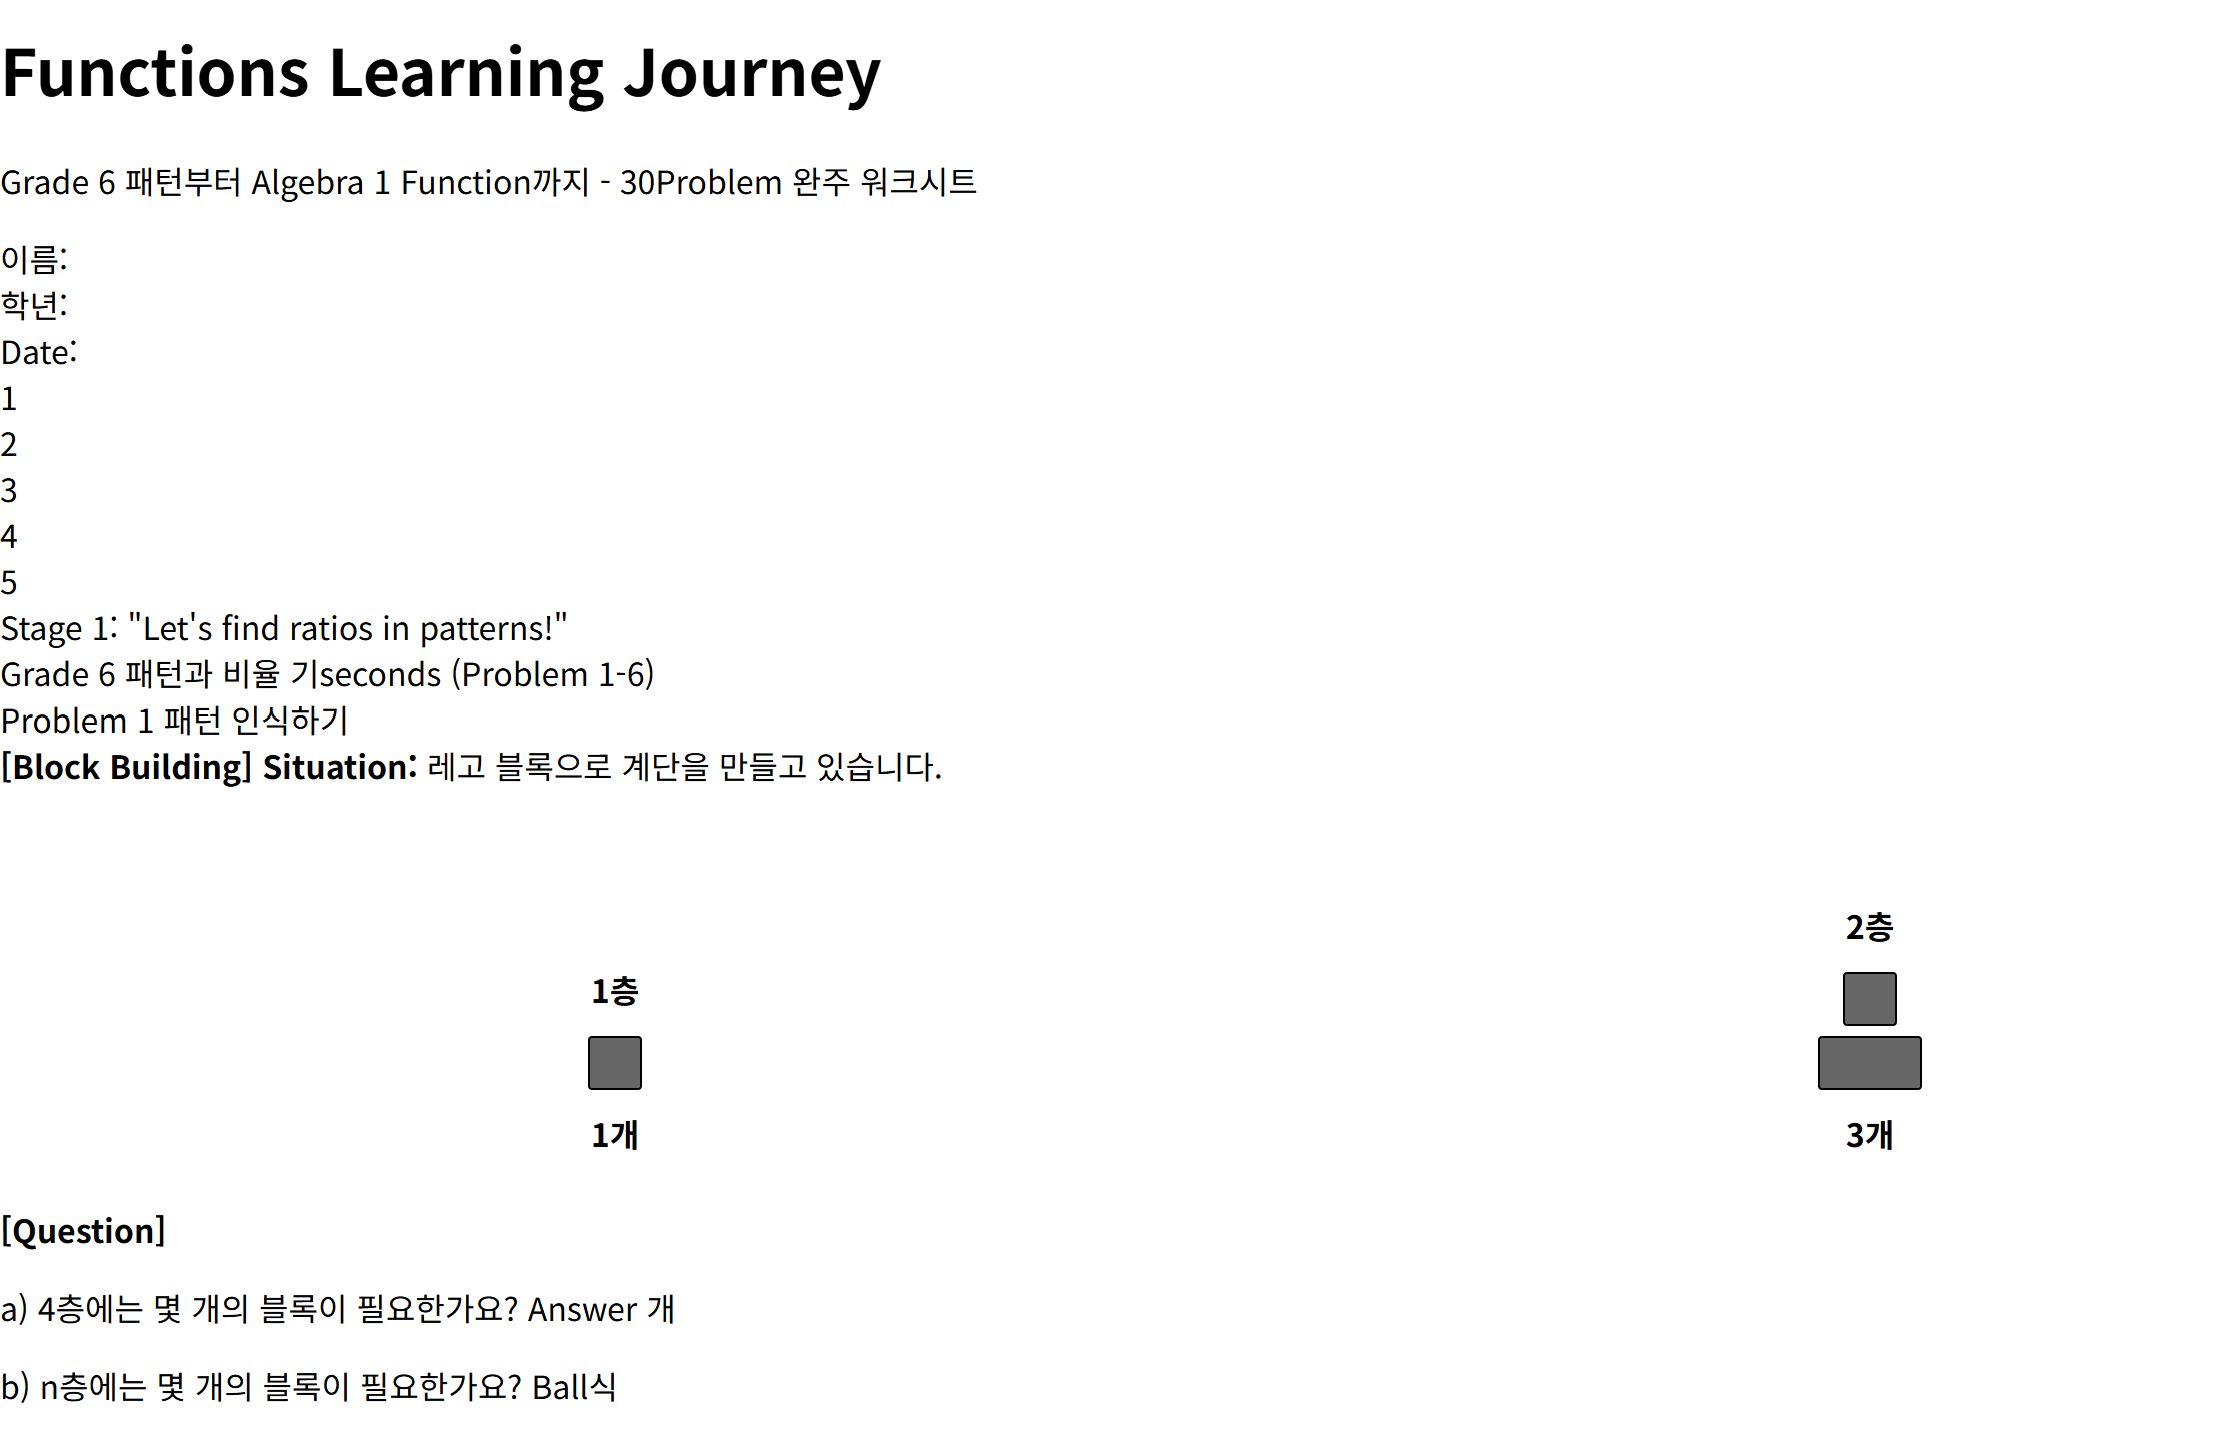 Functions Learning Journey
Grade 6 패턴부터 Algebra 1 Function까지 - 30Problem 완주 워크시트
이름:
학년:
Date:
1
2
3
4
5
Stage 1: "Let's find ratios in patterns!"
Grade 6 패턴과 비율 기seconds (Problem 1-6)
Problem 1 패턴 인식하기
[Block Building] Situation: 레고 블록으로 계단을 만들고 있습니다.
1층
1개
2층
3개
[Question]
a) 4층에는 몇 개의 블록이 필요한가요? Answer 개
b) n층에는 몇 개의 블록이 필요한가요? Ball식